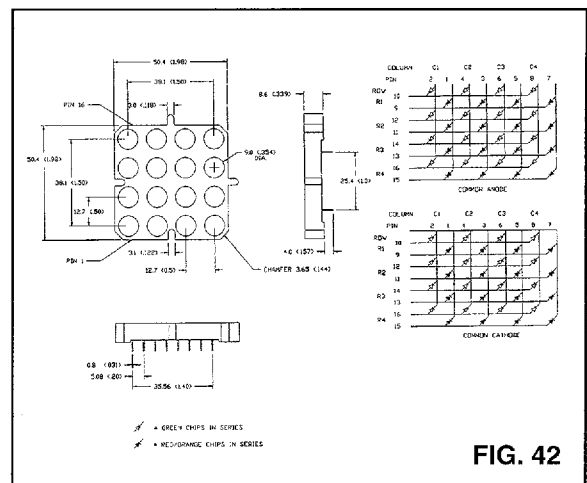 50.4 (1.98)
38.1 (1.50)
3.0 (.118)
PIN 16
50.4 (1.98)
38.1 (1.50)
12.7 (.50)
9.0 (.354)
DIA.
PIN 1
3.1 (.122)
12.7 (.05)
CHAMFER 3.65 (.144)
8.6 (.339)
25.4 (1.0)
4.0 (.157)
COLUMN C1 C2 C3 C4
PIN 2 1 4 3 6 5 8 7
ROW
10
R1
9
12
R2
11
14
R3
13
16
R4
15
COMMON ANODE
COLUMN C1 C2 C3 C4
PIN 2 1 4 3 6 5 8 7
ROW
10
R1
9
12
R2
11
14
R3
13
16
R4
15
COMMON CATHODE
0.8 (.031)
5.08 (.20)
35.56 (1.40)
= GREEN CHIPS IN SERIES
= RED/ORANGE CHIPS IN SERIES
FIG. 42